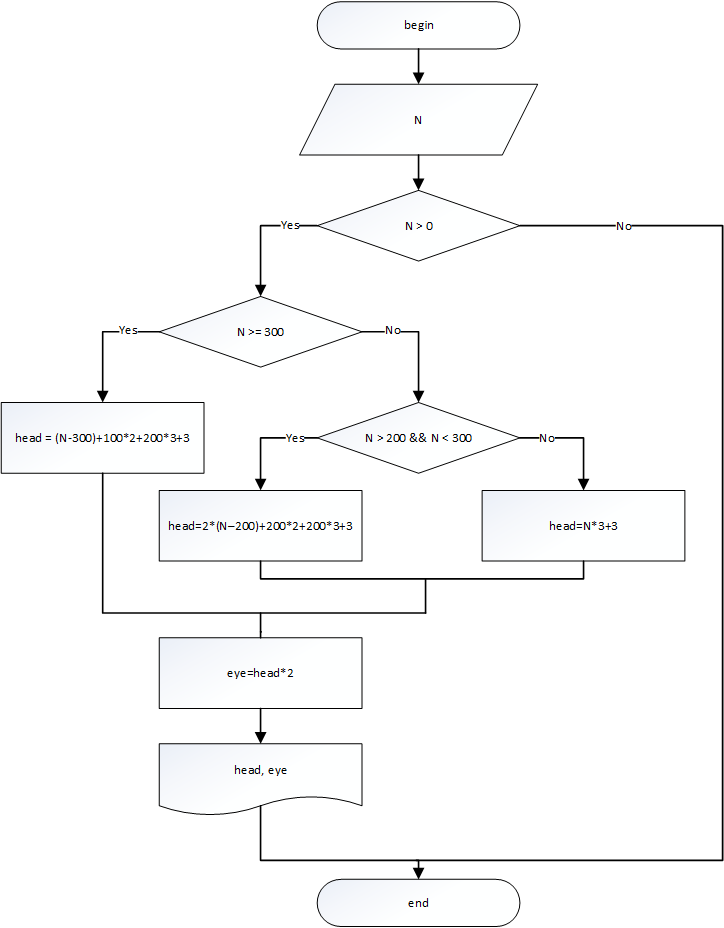 begin
N
N > 0
Yes
No
N >= 300
Yes
No
head = (N-300)+100*2+200*3+3
N > 200 && N < 300
Yes
No
head=2*(N–200)+200*2+200*3+3
head=N*3+3
eye=head*2
head, eye
end